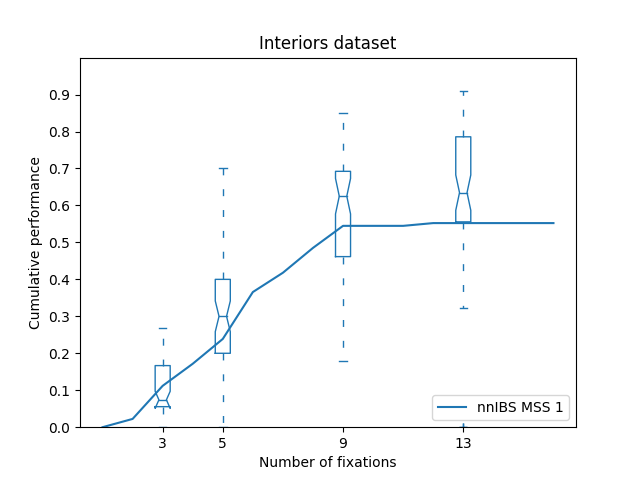 Interiors dataset
0.9
0.8
0.7
0.6
0.5
0.4
0.3
0.2
0.1
0.0
Cumulative performance
3 5 9 13
Number of fixations
nnIBS MSS 1